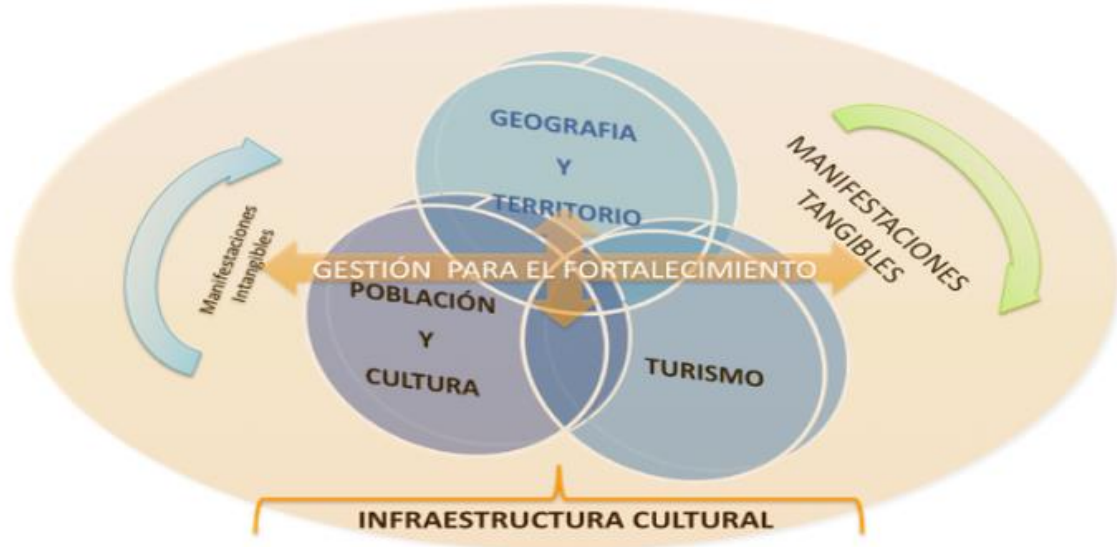 GEOGRAFIA
Y
TERRITORIO
MANIFESTACIONES
TANGIBLES
Manifestaciones
Intangibles
GESTIÓN PARA EL FORTALECIMIENTO
POBLACIÓN
Y
CULTURA
TURISMO
INFRAESTRUCTURA CULTURAL